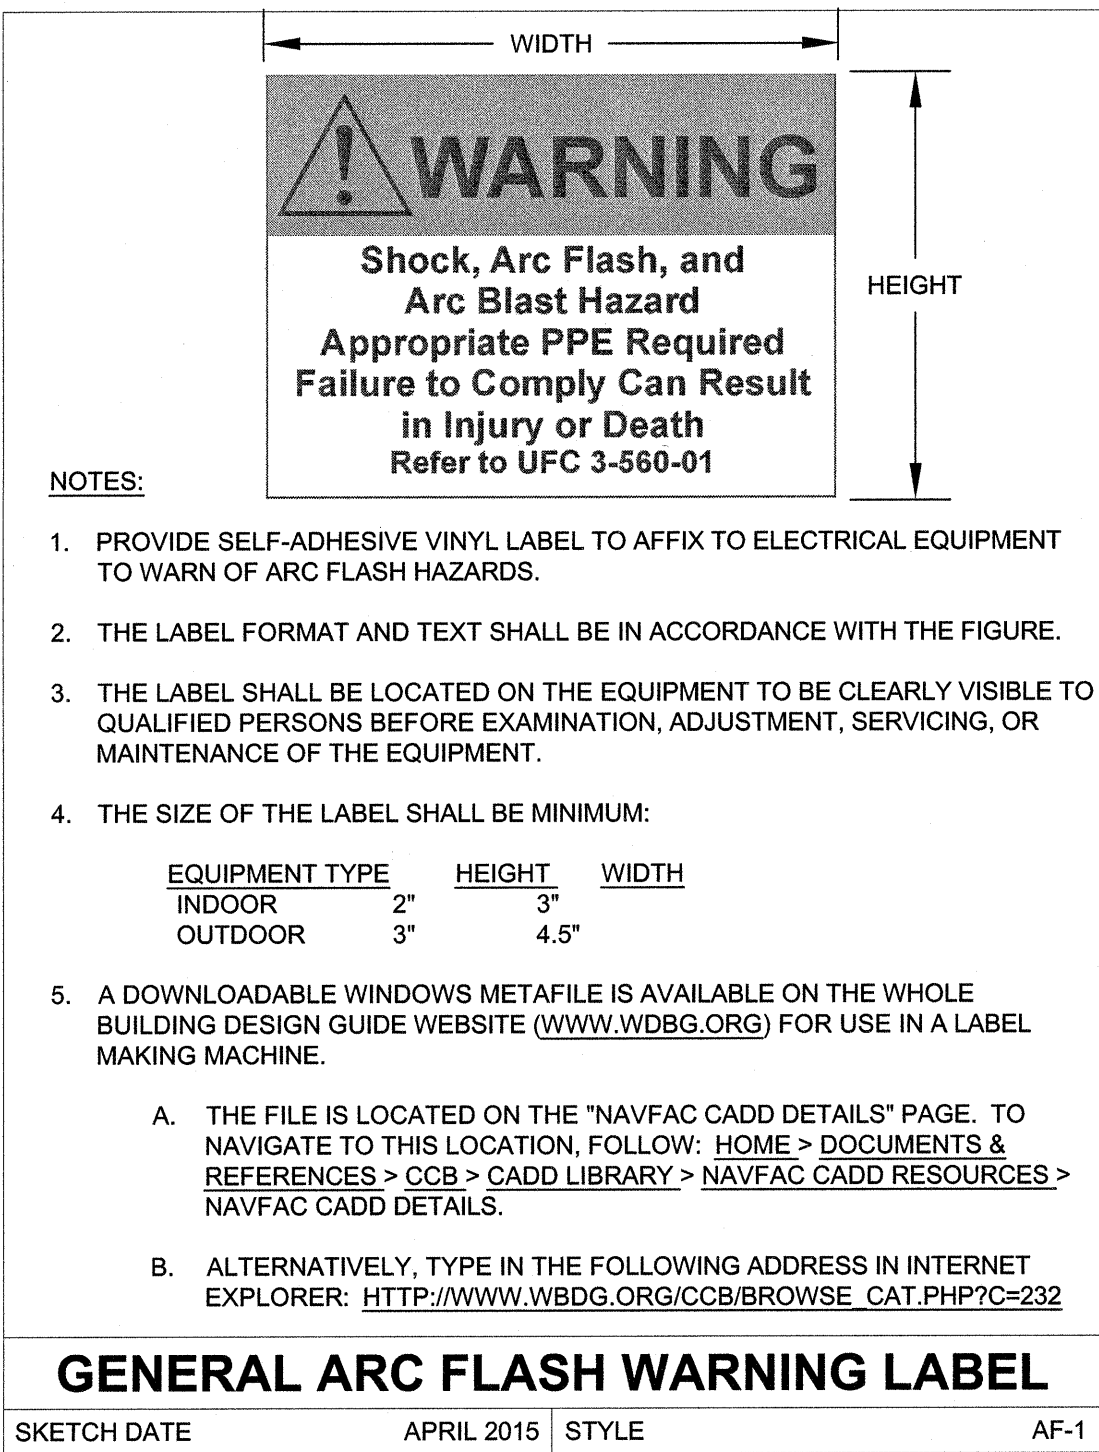 WIDTH
! WARNING
Shock, Arc Flash, and
Arc Blast Hazard
Appropriate PPE Required
Failure to Comply Can Result
in Injury or Death
Refer to UFC 3-560-01
HEIGHT
NOTES:
1. PROVIDE SELF-ADHESIVE VINYL LABEL TO AFFIX TO ELECTRICAL EQUIPMENT
TO WARN OF ARC FLASH HAZARDS.
2. THE LABEL FORMAT AND TEXT SHALL BE IN ACCORDANCE WITH THE FIGURE.
3. THE LABEL SHALL BE LOCATED ON THE EQUIPMENT TO BE CLEARLY VISIBLE TO
QUALIFIED PERSONS BEFORE EXAMINATION, ADJUSTMENT, SERVICING, OR
MAINTENANCE OF THE EQUIPMENT.
4. THE SIZE OF THE LABEL SHALL BE MINIMUM:
EQUIPMENT TYPE HEIGHT WIDTH
INDOOR 2" 3"
OUTDOOR 3" 4.5"
5. A DOWNLOADABLE WINDOWS METAFILE IS AVAILABLE ON THE WHOLE
BUILDING DESIGN GUIDE WEBSITE (WWW.WDBG.ORG) FOR USE IN A LABEL
MAKING MACHINE.
A. THE FILE IS LOCATED ON THE "NAVFAC CADD DETAILS" PAGE. TO
NAVIGATE TO THIS LOCATION, FOLLOW: HOME > DOCUMENTS &
REFERENCES > CCB > CADD LIBRARY > NAVFAC CADD RESOURCES >
NAVFAC CADD DETAILS.
B. ALTERNATIVELY, TYPE IN THE FOLLOWING ADDRESS IN INTERNET
EXPLORER: HTTP://WWW.WBDG.ORG/CCB/BROWSE_CAT.PHP?C=232
GENERAL ARC FLASH WARNING LABEL
SKETCH DATE APRIL 2015 STYLE AF-1